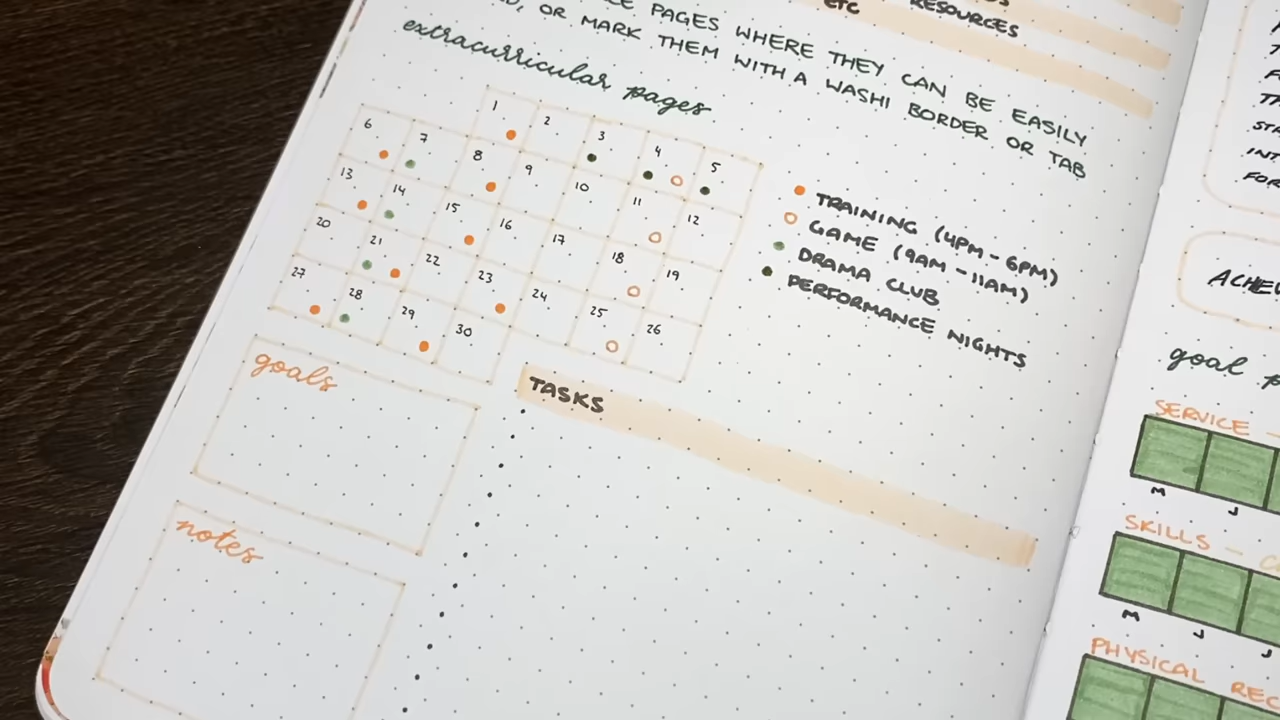 ETC
RESOURCES
PAGES WHERE THEY CAN BE EASILY
OR MARK THEM WITH A WASHI BORDER OR TAB
extracurricular pages
1 2 3 4 5
6 7 8 9 10 11 12
13 14 15 16 17 18 19
20 21 22 23 24 25 26
27 28 29 30
TRAINING (4PM - 6PM)
GAME (9AM - 11AM)
DRAMA CLUB
PERFORMANCE NIGHTS
goals
TASKS
notes
goal
SERVICE -
M J
SKILLS -
M J J
PHYSICAL REC